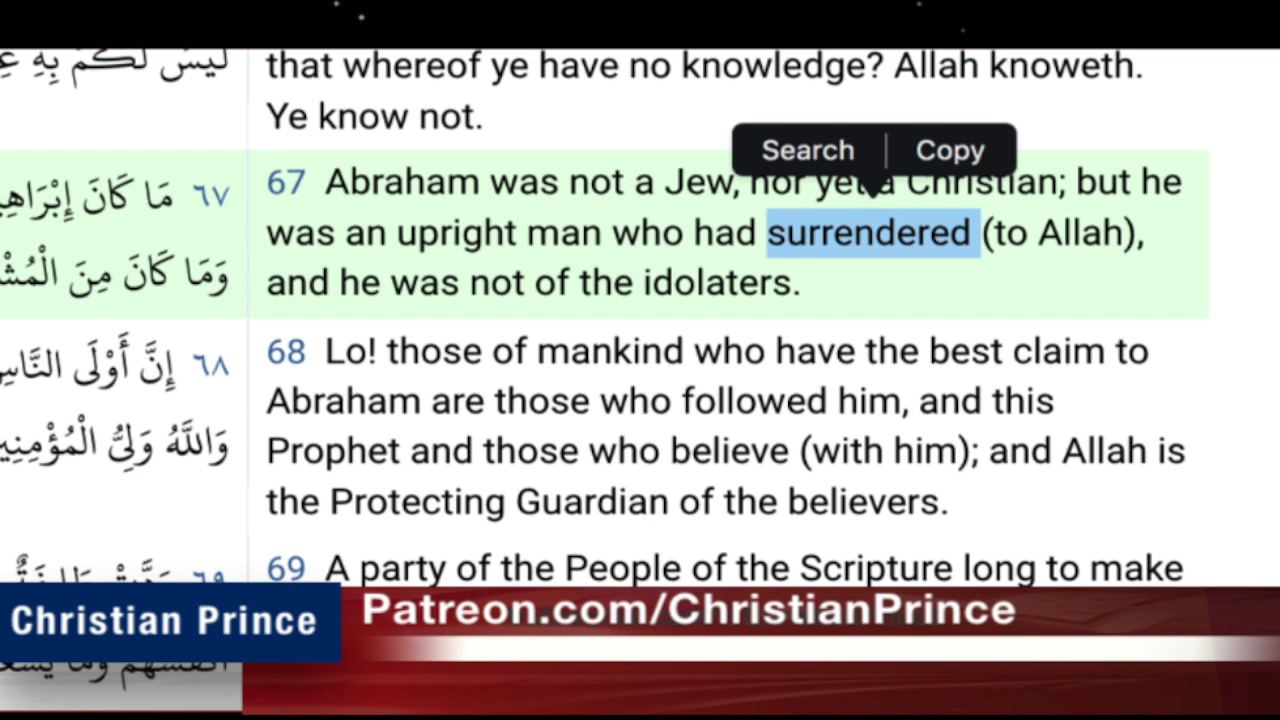 لَيْسَ لَكُمْ بِهِ
that whereof ye have no knowledge? Allah knoweth.
Ye know not.
Search
Copy
٦٧ مَا كَانَ
وَمَا كَانَ مِنَ
67 Abraham was not a Jew, nor yet a Christian; but he
was an upright man who had surrendered (to Allah),
and he was not of the idolaters.
٦٨ إِنَّ أَوْلَى
وَاللَّهُ وَلِيُّ
68 Lo! those of mankind who have the best claim to
Abraham are those who followed him, and this
Prophet and those who believe (with him); and Allah is
the Protecting Guardian of the believers.
69 A party of the People of the Scripture long to make
Christian Prince
Patreon.com/ChristianPrince